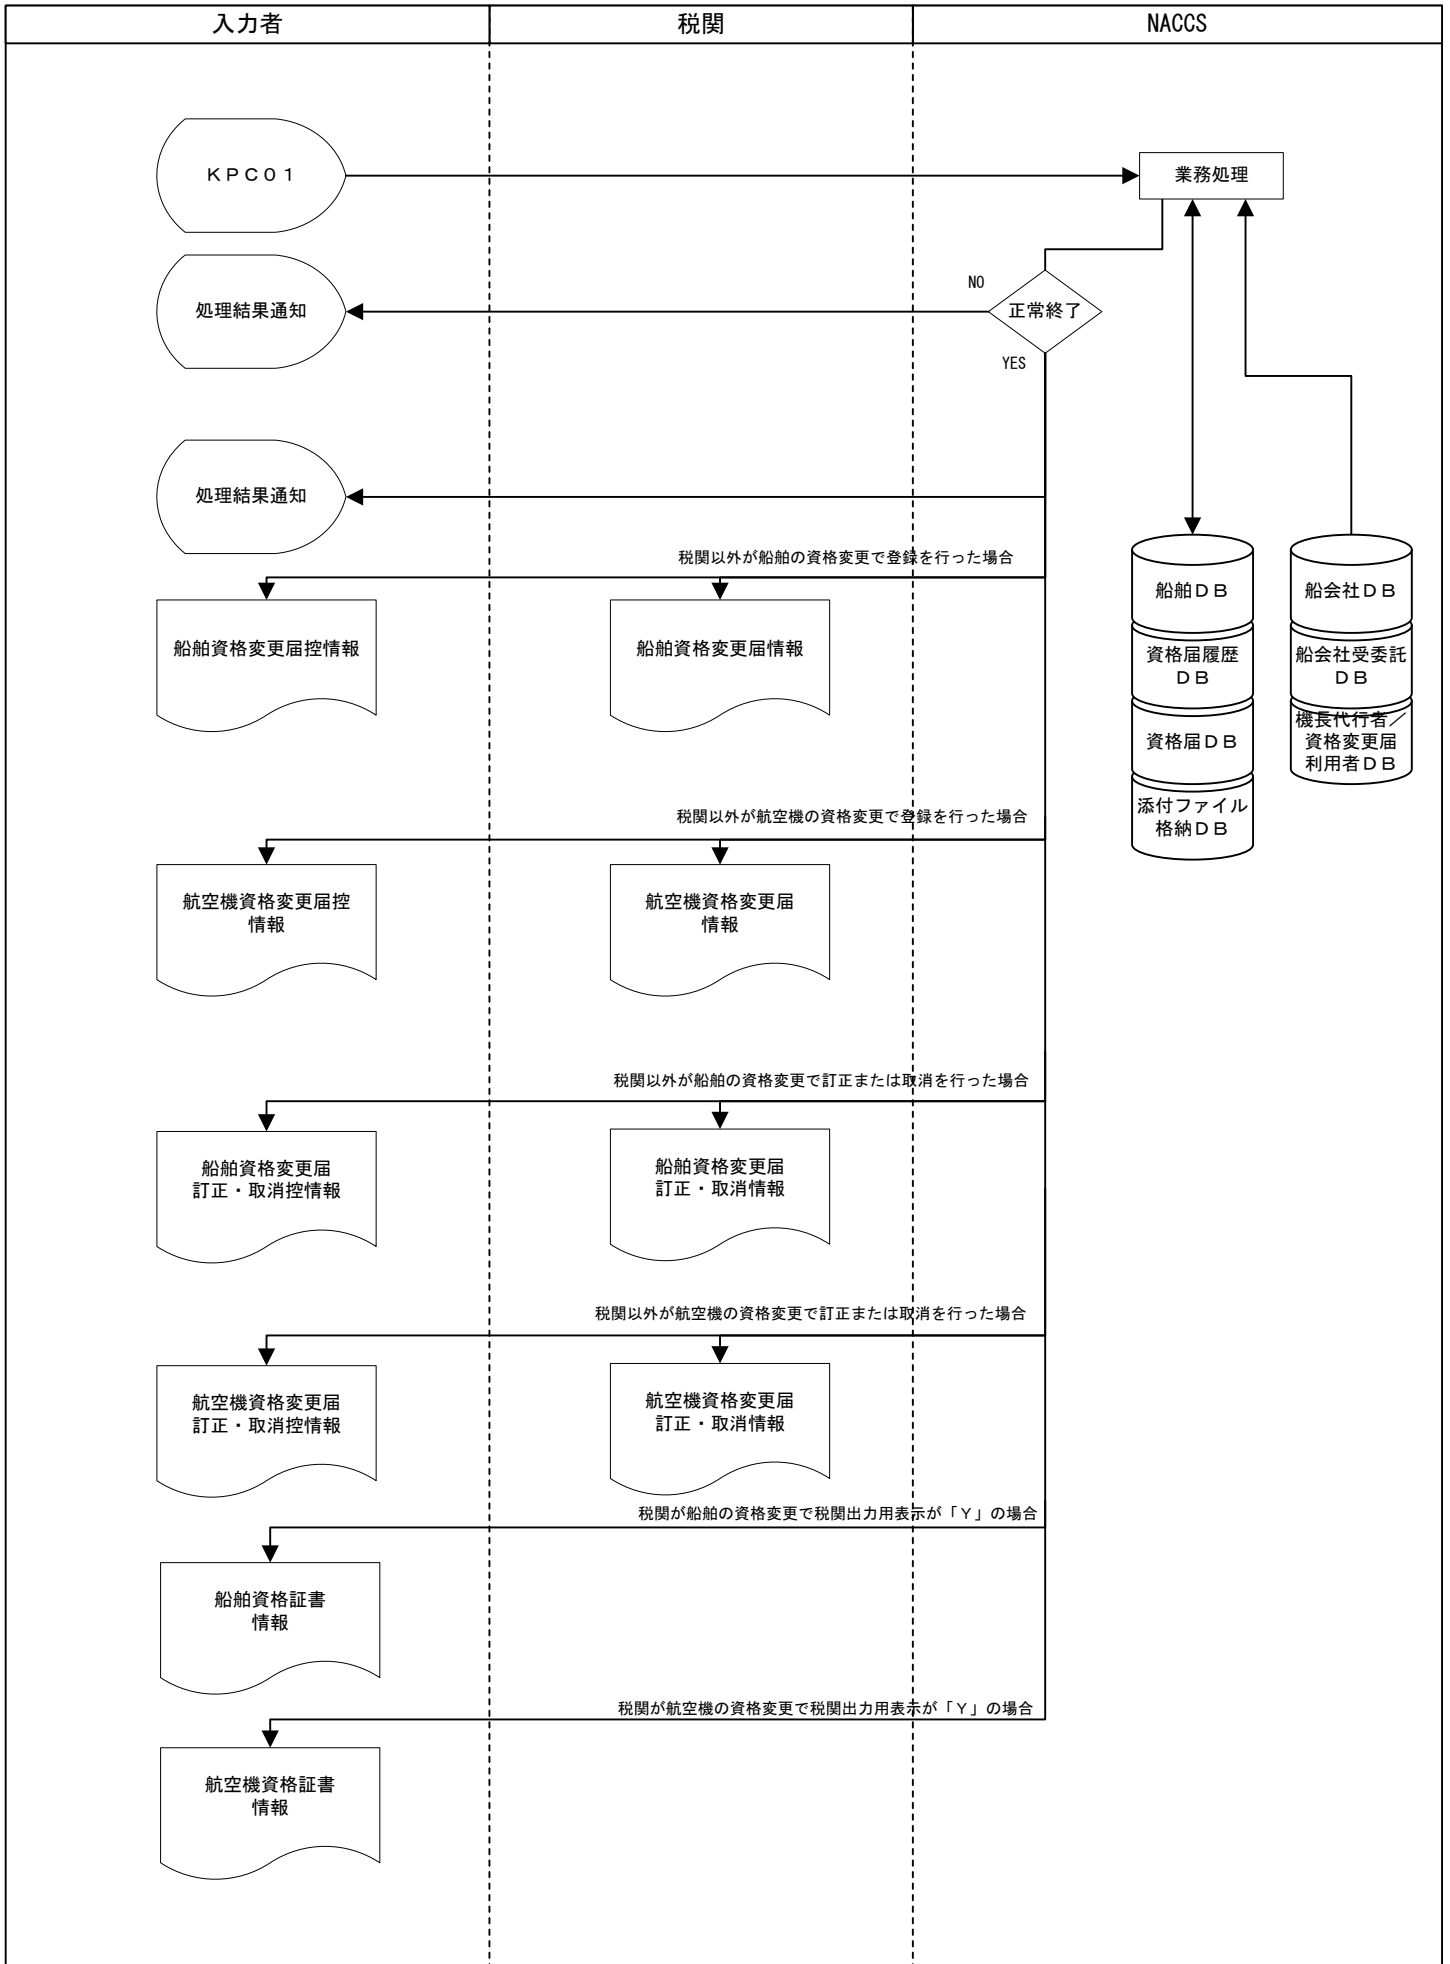 入力者
税関
NACCS
ＫＰＣ０１
業務処理
NO
処理結果通知
正常終了
YES
処理結果通知
税関以外が船舶の資格変更で登録を行った場合
船舶資格変更届控情報
船舶資格変更届情報
船舶ＤＢ
資格届履歴
ＤＢ
資格届ＤＢ
添付ファイル
格納ＤＢ
船会社ＤＢ
船会社受委託
ＤＢ
機長代行者／
資格変更届
利用者ＤＢ
税関以外が航空機の資格変更で登録を行った場合
航空機資格変更届控
情報
航空機資格変更届
情報
税関以外が船舶の資格変更で訂正または取消を行った場合
船舶資格変更届
訂正・取消控情報
船舶資格変更届
訂正・取消情報
税関以外が航空機の資格変更で訂正または取消を行った場合
航空機資格変更届
訂正・取消控情報
航空機資格変更届
訂正・取消情報
税関が船舶の資格変更で税関出力用表示が「Ｙ」の場合
船舶資格証書
情報
税関が航空機の資格変更で税関出力用表示が「Ｙ」の場合
航空機資格証書
情報